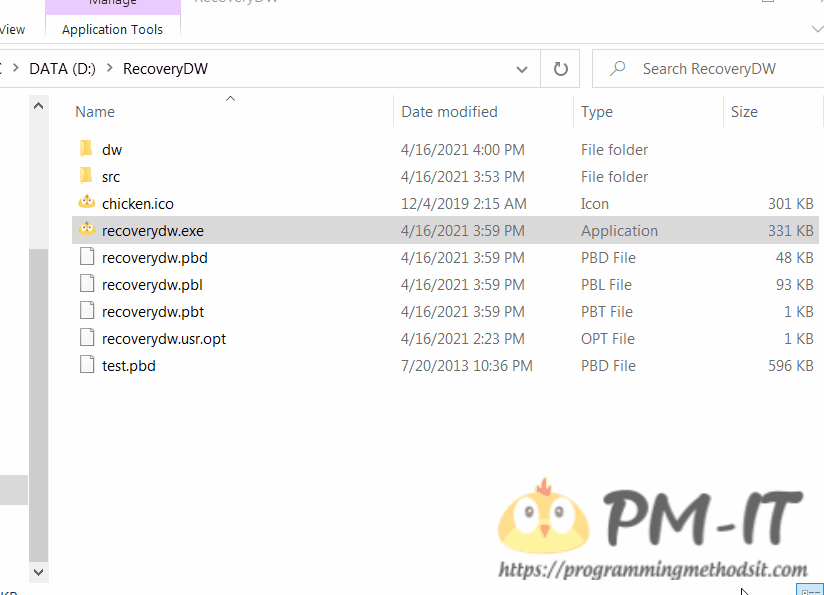 Manage
RecoveryDW
View
Application Tools
DATA (D:) > RecoveryDW
Search RecoveryDW
Name Date modified Type Size
dw 4/16/2021 4:00 PM File folder
src 4/16/2021 3:53 PM File folder
chicken.ico 12/4/2019 2:15 AM Icon 301 KB
recoverydw.exe 4/16/2021 3:59 PM Application 331 KB
recoverydw.pbd 4/16/2021 3:59 PM PBD File 48 KB
recoverydw.pbl 4/16/2021 3:59 PM PBL File 93 KB
recoverydw.pbt 4/16/2021 3:59 PM PBT File 1 KB
recoverydw.usr.opt 4/16/2021 2:23 PM OPT File 1 KB
test.pbd 7/20/2013 10:36 PM PBD File 596 KB
PM-IT
https://programmingmethodsit.com
KB